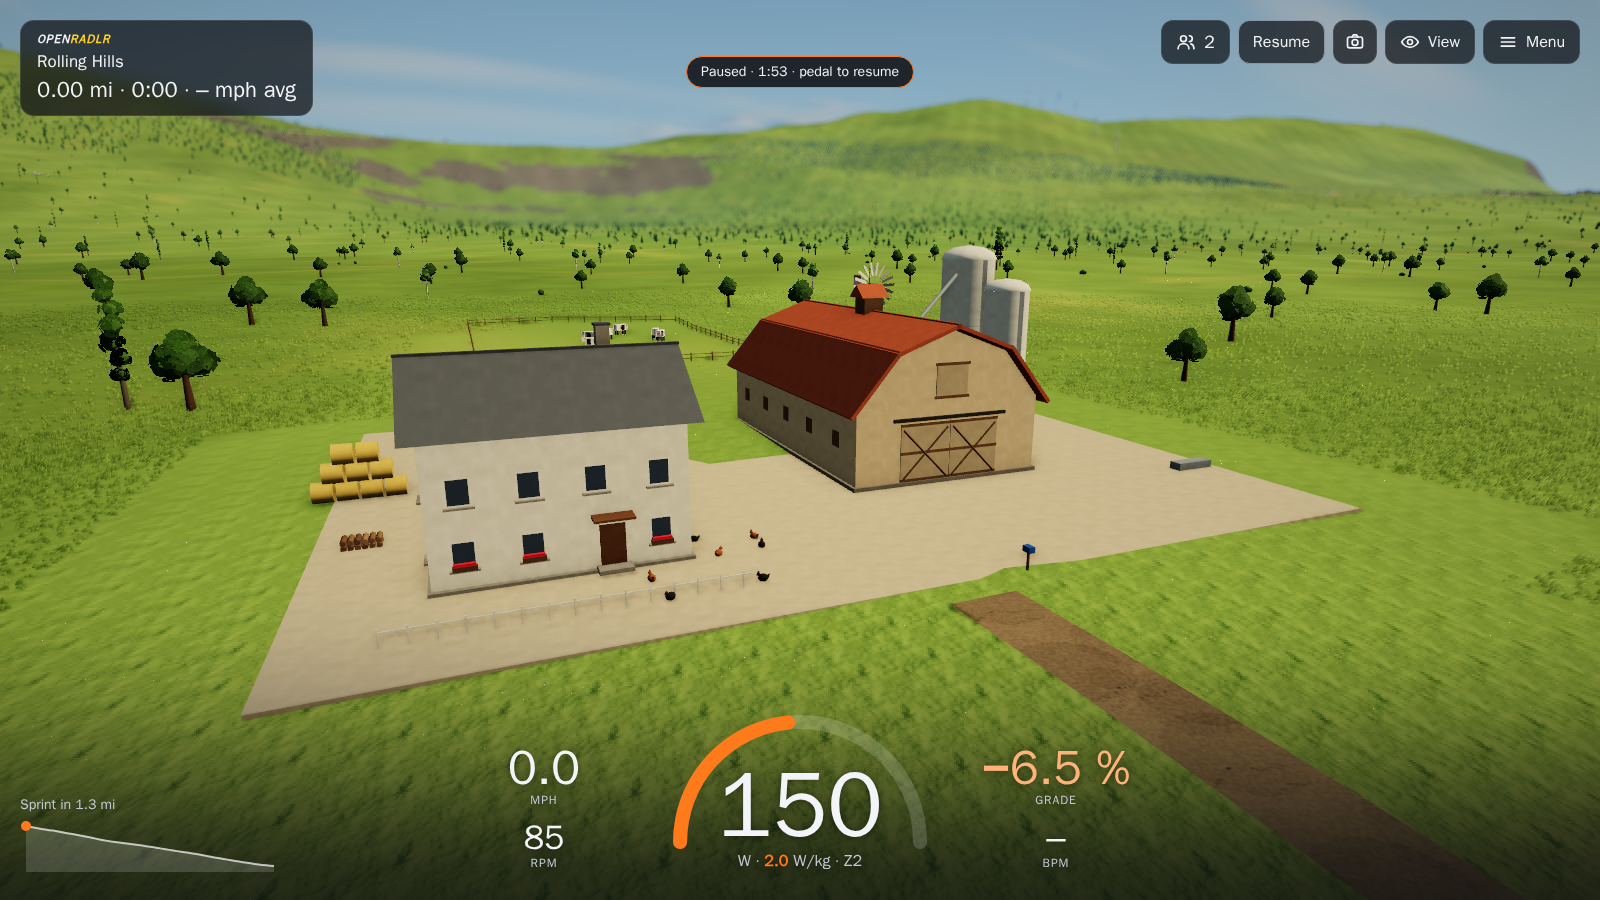 OPENRADLR
Rolling Hills
0.00 mi · 0:00 · – mph avg
Paused · 1:53 · pedal to resume
2
Resume
View
Menu
Sprint in 1.3 mi
0.0
MPH
85
RPM
150
W · 2.0 W/kg · Z2
–6.5 %
GRADE
–
BPM